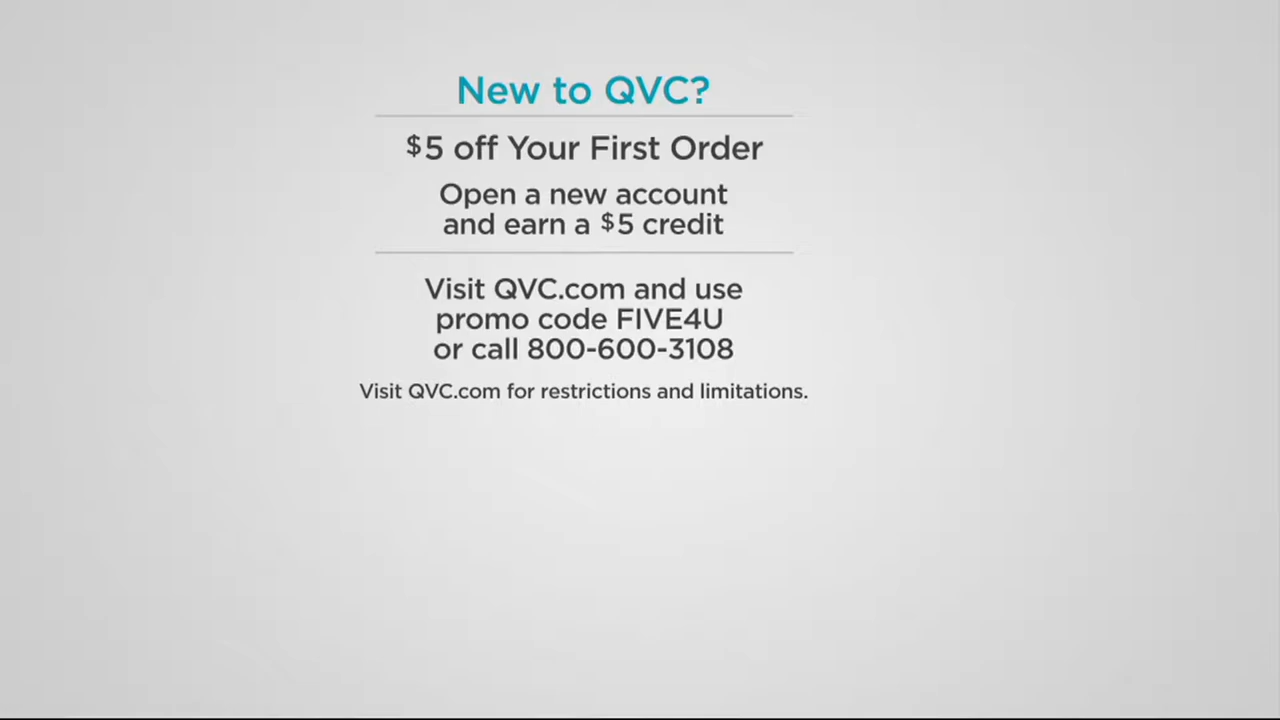 New to QVC?
$5 off Your First Order
Open a new account
and earn a $5 credit
Visit QVC.com and use
promo code FIVE4U
or call 800-600-3108
Visit QVC.com for restrictions and limitations.